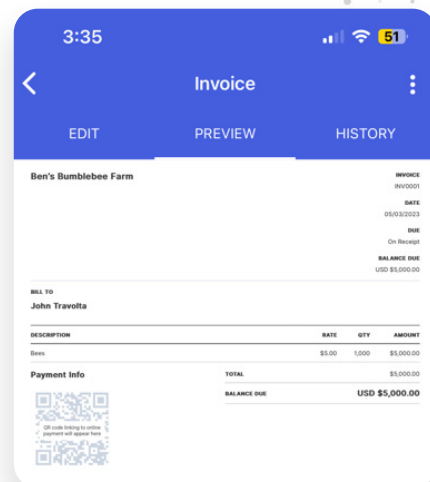 3:35
51
Invoice
EDIT PREVIEW HISTORY
Ben's Bumblebee Farm
INVOICE
INV0001
DATE
05/03/2023
DUE
On Receipt
BALANCE DUE
USD $5,000.00
BILL TO
John Travolta
DESCRIPTION RATE QTY AMOUNT
Bees $5.00 1,000 $5,000.00
Payment Info
TOTAL $5,000.00
BALANCE DUE USD $5,000.00
QR code linking to online
payment will appear here